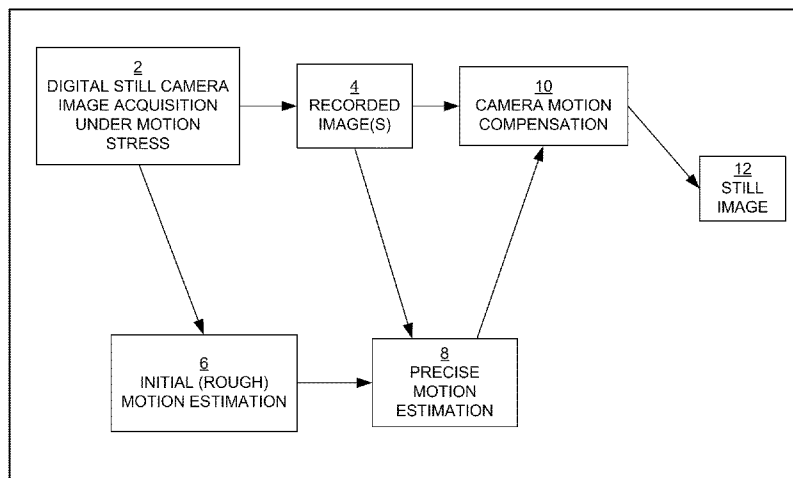 2
DIGITAL STILL CAMERA
IMAGE ACQUISITION
UNDER MOTION
STRESS
4
RECORDED
IMAGE(S)
10
CAMERA MOTION
COMPENSATION
12
STILL
IMAGE
6
INITIAL (ROUGH)
MOTION ESTIMATION
8
PRECISE
MOTION
ESTIMATION